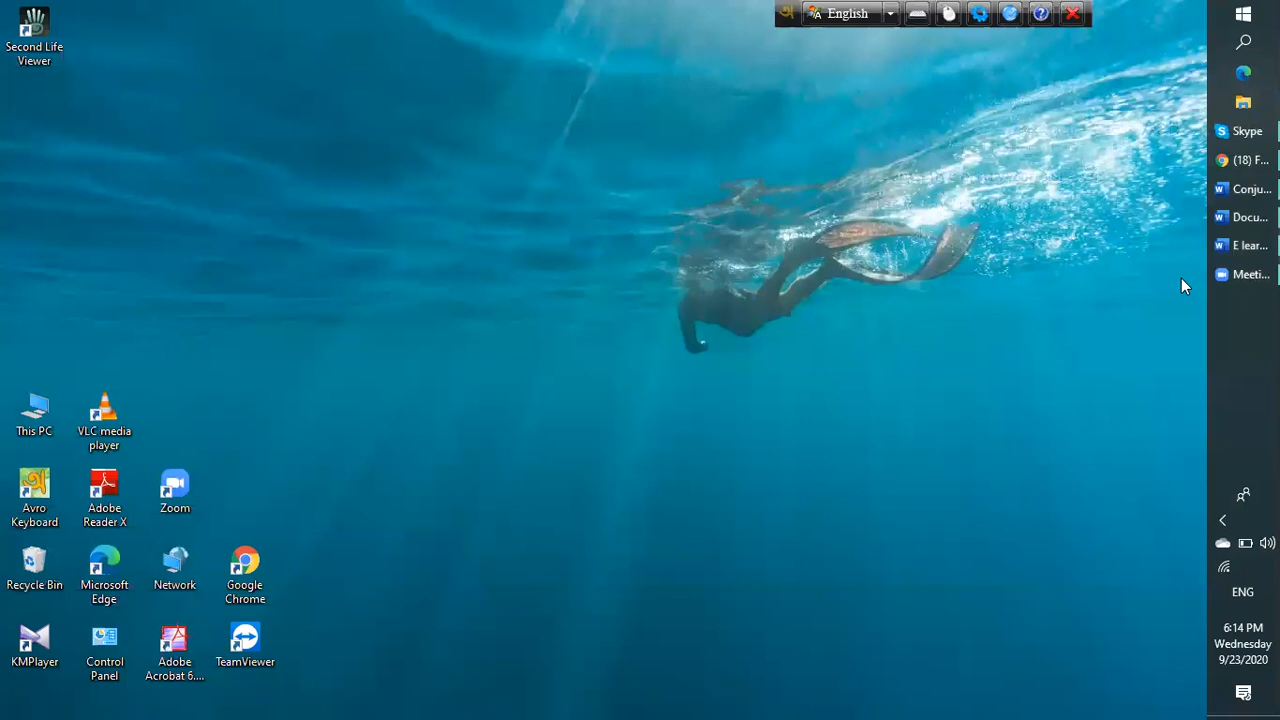 Second Life
Viewer
English
Skype
(18) F...
Conju...
Docu...
E lear...
Meeti...
This PC
VLC media
player
Avro
Keyboard
Adobe
Reader X
Zoom
Recycle Bin
Microsoft
Edge
Network
Google
Chrome
KMPlayer
Control
Panel
Adobe
Acrobat 6....
TeamViewer
ENG
6:14 PM
Wednesday
9/23/2020